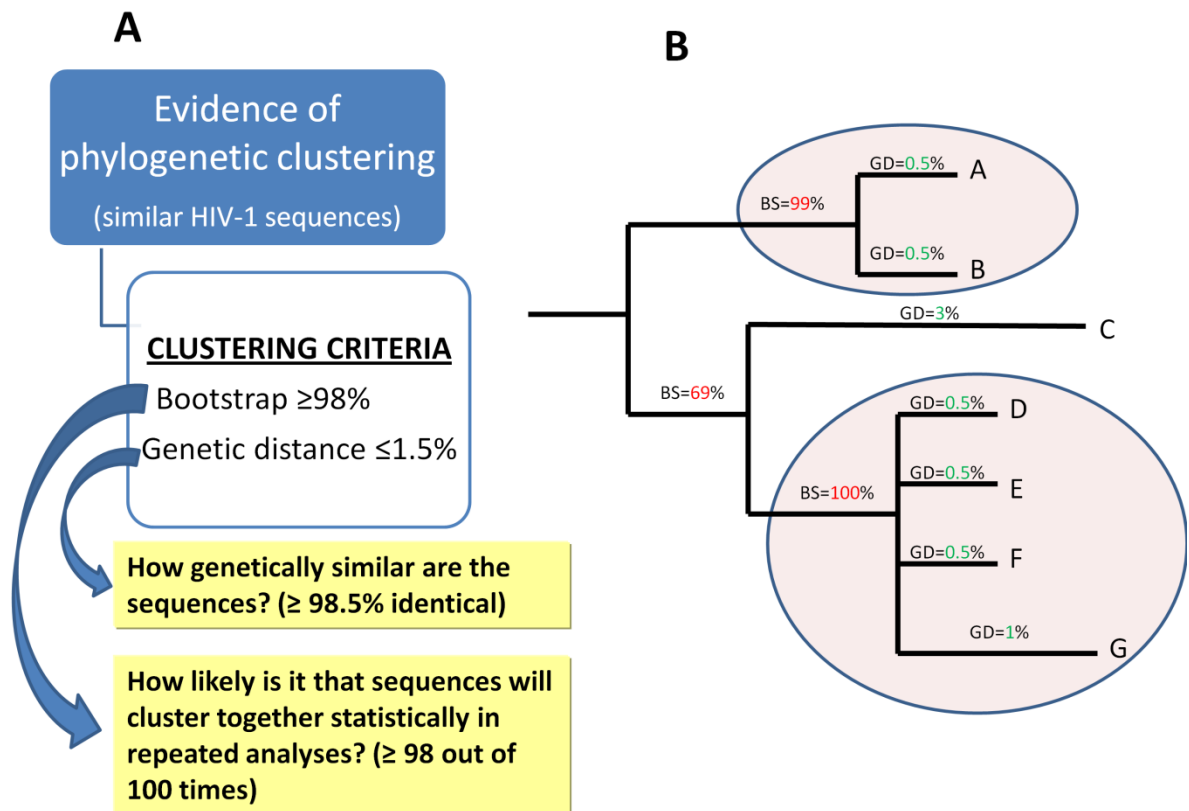 A
Evidence of
phylogenetic clustering
(similar HIV-1 sequences)
CLUSTERING CRITERIA
Bootstrap ≥98%
Genetic distance ≤1.5%
How genetically similar are the
sequences? (≥ 98.5% identical)
How likely is it that sequences will
cluster together statistically in
repeated analyses? (≥ 98 out of
100 times)
B
GD=0.5%
A
BS=99%
GD=0.5%
B
GD=3%
C
BS=69%
GD=0.5%
D
GD=0.5%
E
BS=100%
GD=0.5%
F
GD=1%
G